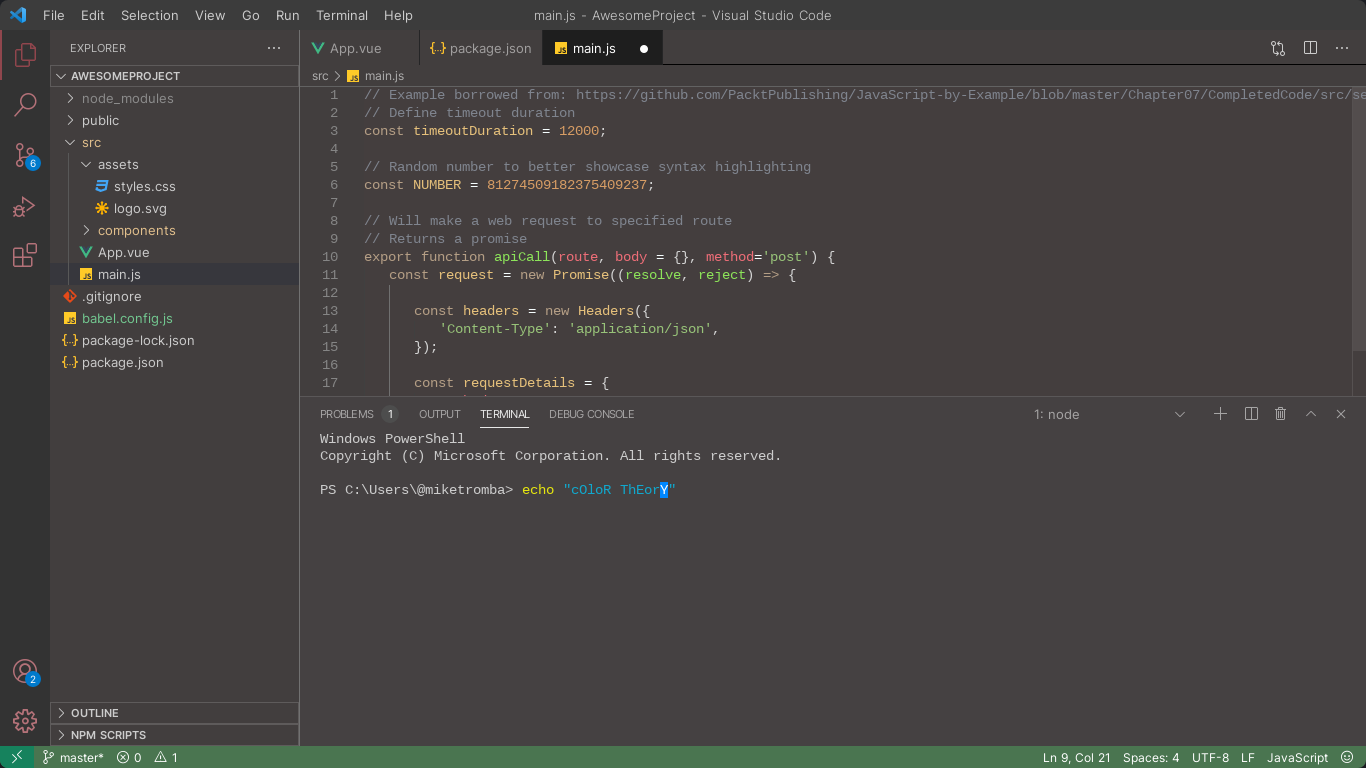 File Edit Selection View Go Run Terminal Help
main.js - AwesomeProject - Visual Studio Code
EXPLORER
AWESOMEPROJECT
node_modules
public
src
assets
styles.css
logo.svg
components
App.vue
main.js
.gitignore
babel.config.js
package-lock.json
package.json
OUTLINE
NPM SCRIPTS
6
2
App.vue package.json main.js
src main.js
1 // Example borrowed from: https://github.com/PacktPublishing/JavaScript-by-Example/blob/master/Chapter07/CompletedCode/src/se
2 // Define timeout duration
3 const timeoutDuration = 12000;
4
5 // Random number to better showcase syntax highlighting
6 const NUMBER = 81274509182375409237;
7
8 // Will make a web request to specified route
9 // Returns a promise
10 export function apiCall(route, body = {}, method='post') {
11 const request = new Promise((resolve, reject) => {
12
13 const headers = new Headers({
14 'Content-Type': 'application/json',
15 });
16
17 const requestDetails = {
PROBLEMS 1 OUTPUT TERMINAL DEBUG CONSOLE 1: node
Windows PowerShell
Copyright (C) Microsoft Corporation. All rights reserved.
PS C:\Users\@miketromba> echo "cOloR ThEorY"
master* 0 1 Ln 9, Col 21 Spaces: 4 UTF-8 LF JavaScript